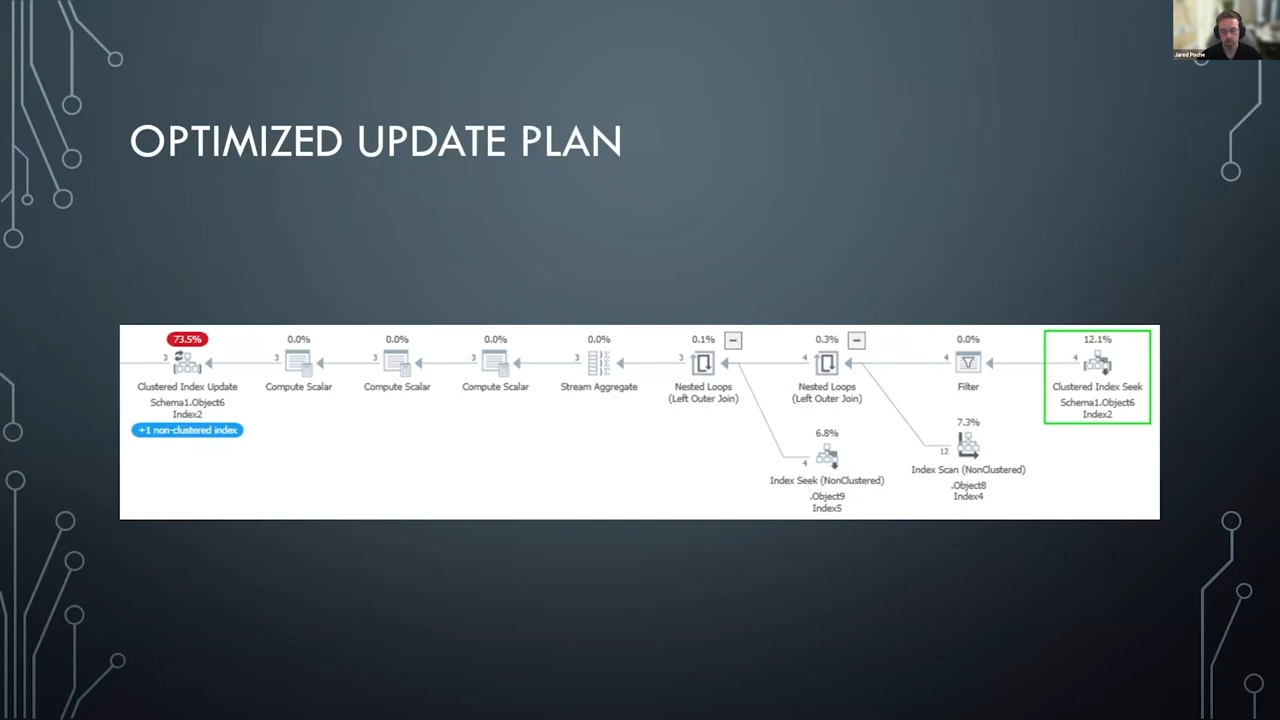 Jared Poche
OPTIMIZED UPDATE PLAN
73.5%
0.0%
0.0%
0.0%
0.0%
0.1%
0.3%
0.0%
12.1%
3
3
3
3
3
3
4
4
4
Clustered Index Update
Schema1.Object6
Index2
+1 non-clustered index
Compute Scalar
Compute Scalar
Compute Scalar
Stream Aggregate
Nested Loops
(Left Outer Join)
Nested Loops
(Left Outer Join)
Filter
Clustered Index Seek
Schema1.Object6
Index2
6.8%
4
Index Seek (NonClustered)
.Object9
Index5
7.3%
12
Index Scan (NonClustered)
.Object8
Index4